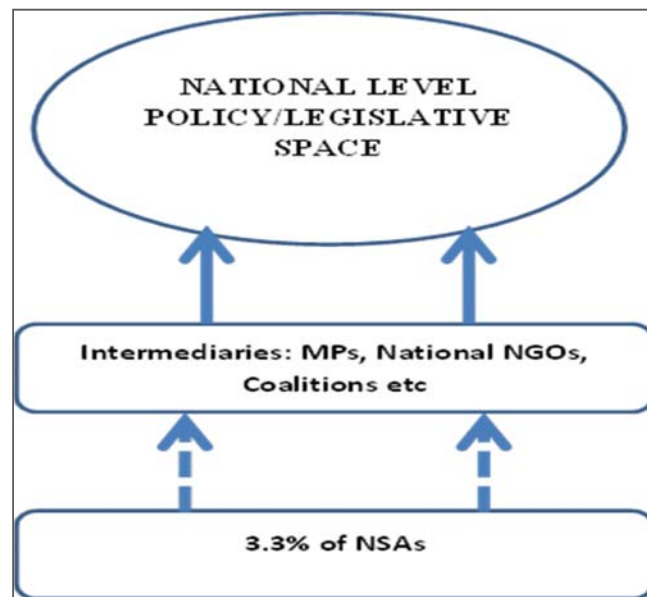 NATIONAL LEVEL
POLICY/LEGISLATIVE
SPACE
Intermediaries: MPs, National NGOs,
Coalitions etc
3.3% of NSAs